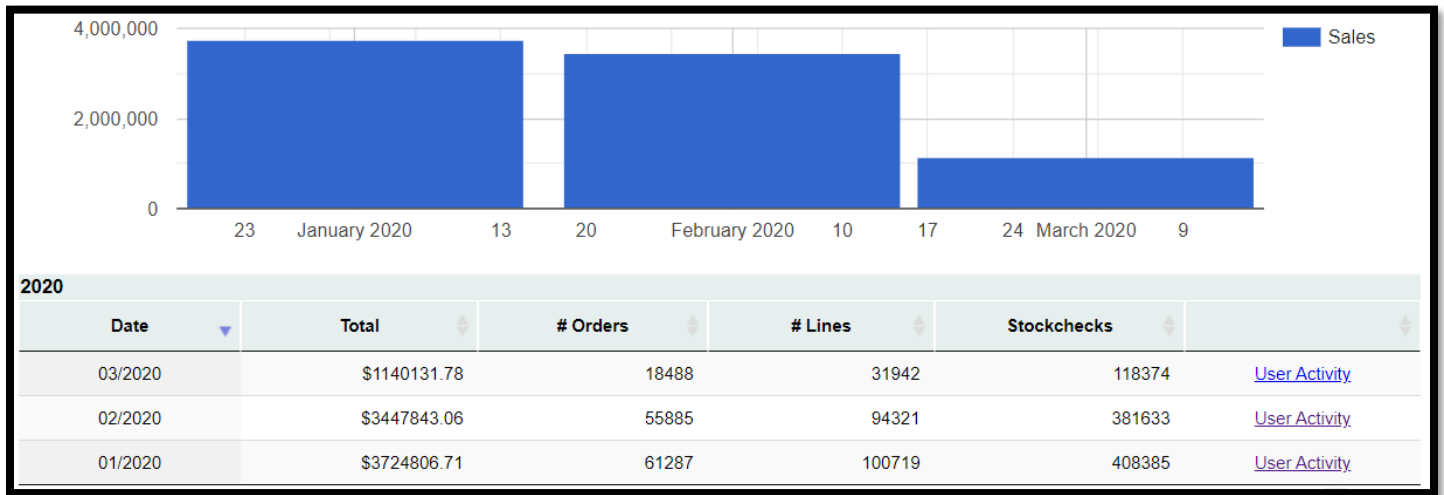 4,000,000
Sales
2,000,000
0
23 January 2020 13 20 February 2020 10 17 24 March 2020 9
2020
Date Total # Orders # Lines Stockchecks
03/2020 $1140131.78 18488 31942 118374 User Activity
02/2020 $3447843.06 55885 94321 381633 User Activity
01/2020 $3724806.71 61287 100719 408385 User Activity